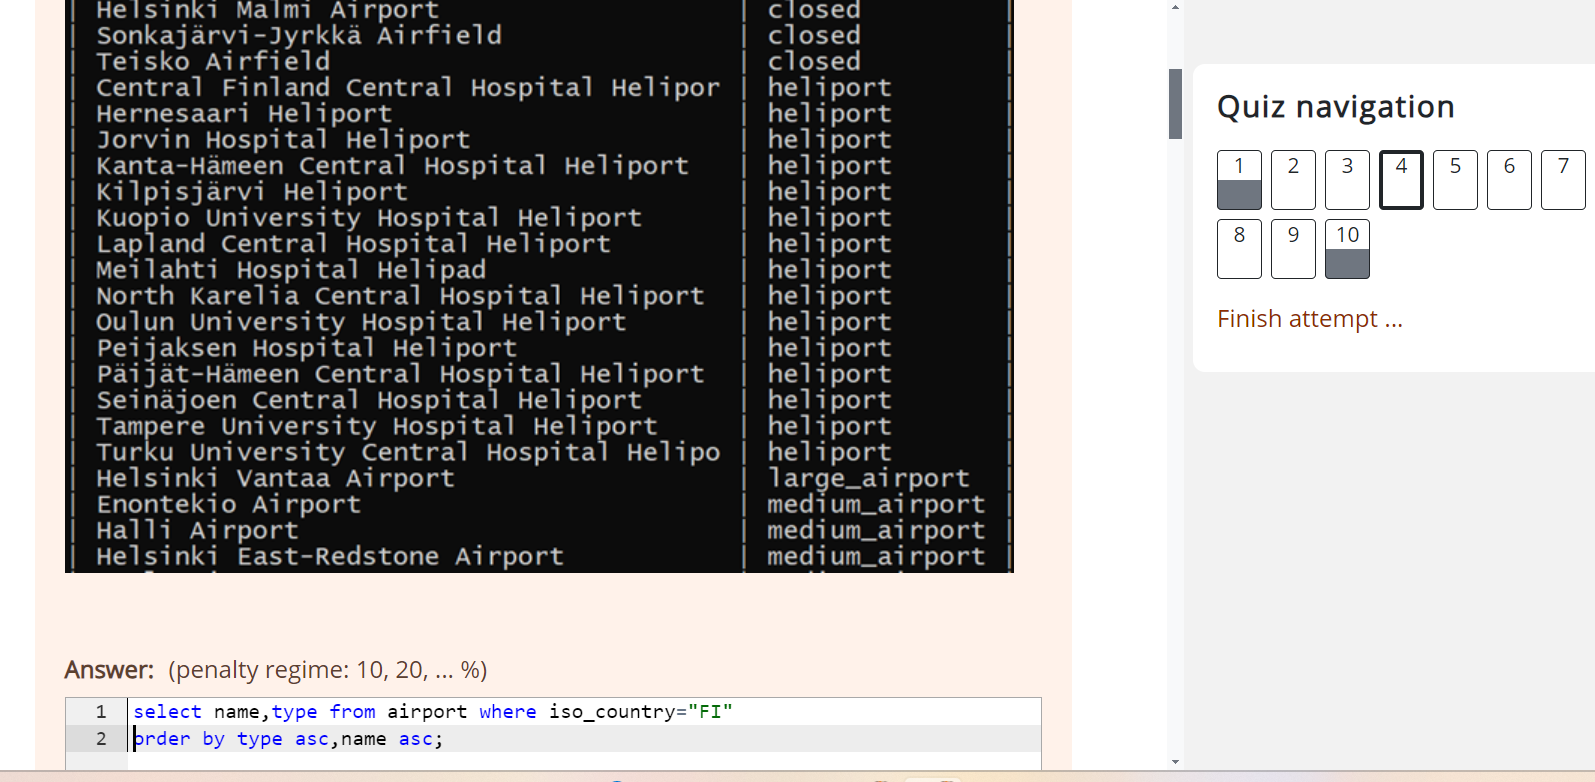 Helsinki Malmi Airport | closed
Sonkajärvi-Jyrkkä Airfield | closed
Teisko Airfield | closed
Central Finland Central Hospital Helipor | heliport
Hernesaari Heliport | heliport
Jorvin Hospital Heliport | heliport
Kanta-Hämeen Central Hospital Heliport | heliport
Kilpisjärvi Heliport | heliport
Kuopio University Hospital Heliport | heliport
Lapland Central Hospital Heliport | heliport
Meilahti Hospital Helipad | heliport
North Karelia Central Hospital Heliport | heliport
Oulun University Hospital Heliport | heliport
Peijaksen Hospital Heliport | heliport
Päijät-Hämeen Central Hospital Heliport | heliport
Seinäjoen Central Hospital Heliport | heliport
Tampere University Hospital Heliport | heliport
Turku University Central Hospital Helipo | heliport
Helsinki Vantaa Airport | large_airport
Enontekio Airport | medium_airport
Halli Airport | medium_airport
Helsinki East-Redstone Airport | medium_airport
Answer: (penalty regime: 10, 20, ... %)
1 select name,type from airport where iso_country="FI"
2 order by type asc,name asc;
Quiz navigation
1 2 3 4 5 6 7
8 9 10
Finish attempt ...